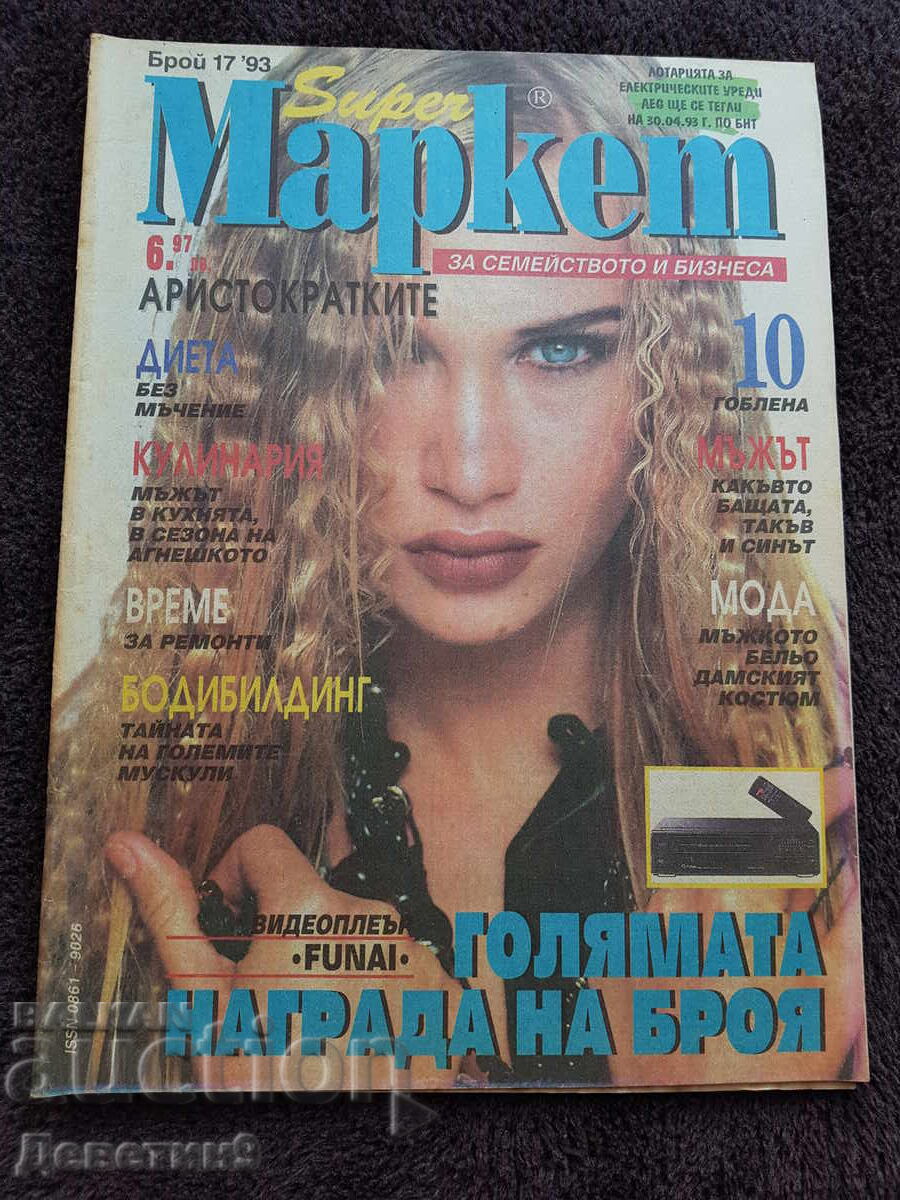 Брой 17 '93
ЛОТАРИЯТА ЗА
ЕЛЕКТРИЧЕСКИТЕ УРЕДИ
ЛЕО ЩЕ СЕ ТЕГЛИ
НА 30.04.93 Г. ПО БНТ
Super
Маркет ®
ЗА СЕМЕЙСТВОТО И БИЗНЕСА
6.97 лв.
АРИСТОКРАТКИТЕ
ДИЕТА
БЕЗ
МЪЧЕНИЕ
КУЛИНАРИЯ
МЪЖЪТ
В КУХНЯТА,
В СЕЗОНА НА
АГНЕШКОТО
ВРЕМЕ
ЗА РЕМОНТИ
БОДИБИЛДИНГ
ТАЙНАТА
НА ГОЛЕМИТЕ
МУСКУЛИ
10
ГОБЛЕНА
МЪЖЪТ
КАКЪВТО
БАЩАТА,
ТАКЪВ
И СИНЪТ
МОДА
МЪЖКОТО
БЕЛЬО
ДАМСКИЯТ
КОСТЮМ
ВИДЕОПЛЕЪР
•FUNAI•
ГОЛЯМАТА
НАГРАДА НА БРОЯ
ISSN 0861 - 9026
BALKAN
auction
Деветин9